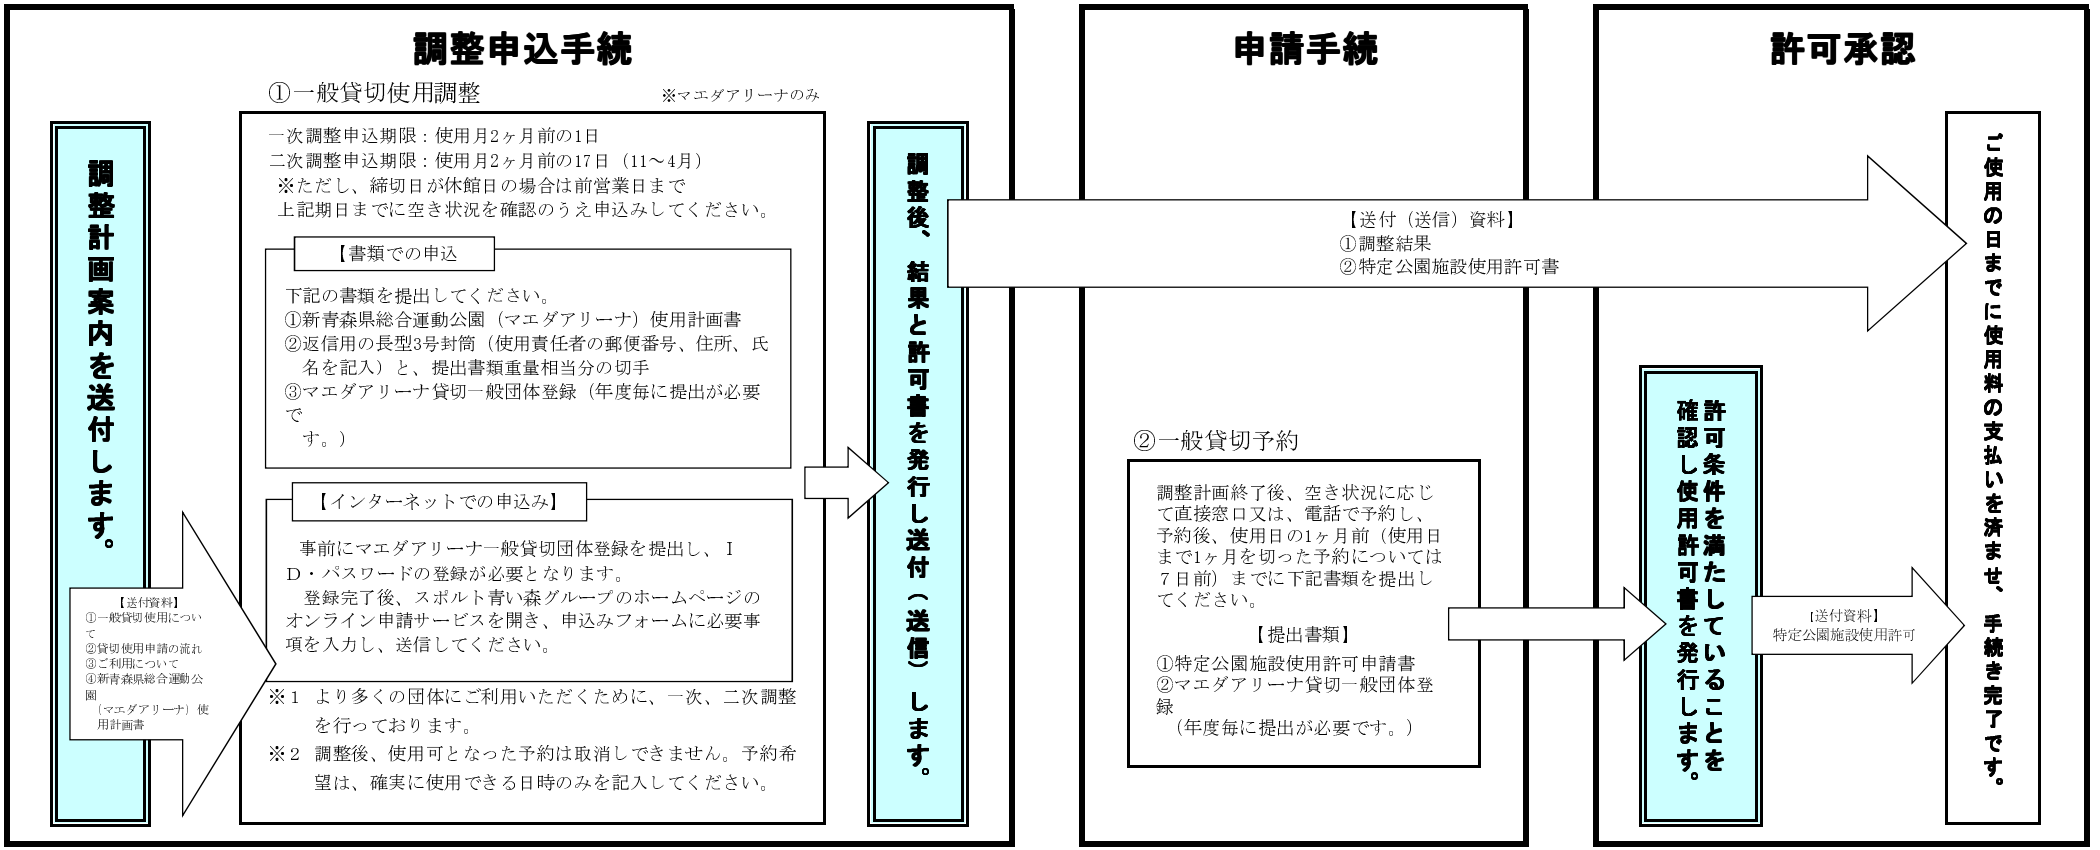 調整申込手続
調整計画案内を送付します。
【送付資料】
①一般貸切使用につい
て
②貸切使用申請の流れ
③ご利用について
④新青森県総合運動公
園
（マエダアリーナ）使
用計画書
①一般貸切使用調整
※マエダアリーナのみ
一次調整申込期限：使用月2ヶ月前の1日
二次調整申込期限：使用月2ヶ月前の17日（11～4月）
※ただし、締切日が休館日の場合は前営業日まで
上記期日までに空き状況を確認のうえ申込みしてください。
【書類での申込
下記の書類を提出してください。
①新青森県総合運動公園（マエダアリーナ）使用計画書
②返信用の長型3号封筒（使用責任者の郵便番号、住所、氏
名を記入）と、提出書類重量相当分の切手
③マエダアリーナ貸切一般団体登録（年度毎に提出が必要
で
す。）
【インターネットでの申込み】
事前にマエダアリーナ一般貸切団体登録を提出し、Ｉ
Ｄ・パスワードの登録が必要となります。
登録完了後、スポルト青い森グループのホームページの
オンライン申請サービスを開き、申込みフォームに必要事
項を入力し、送信してください。
※１ より多くの団体にご利用いただくために、一次、二次調整
を行っております。
※２ 調整後、使用可となった予約は取消しできません。予約希
望は、確実に使用できる日時のみを記入してください。
調整後、結果と許可書を発行し送付（送信）します。
【送付（送信）資料】
①調整結果
②特定公園施設使用許可書
申請手続
②一般貸切予約
調整計画終了後、空き状況に応じ
て直接窓口又は、電話で予約し、
予約後、使用日の1ヶ月前（使用日
まで1ヶ月を切った予約については
７日前）までに下記書類を提出し
てください。
【提出書類】
①特定公園施設使用許可申請書
②マエダアリーナ貸切一般団体登
録
（年度毎に提出が必要です。）
許可承認
許可条件を満たしていることを
確認し使用許可書を発行します。
【送付資料】
特定公園施設使用許可
ご使用の日までに使用料の支払いを済ませ、手続き完了です。